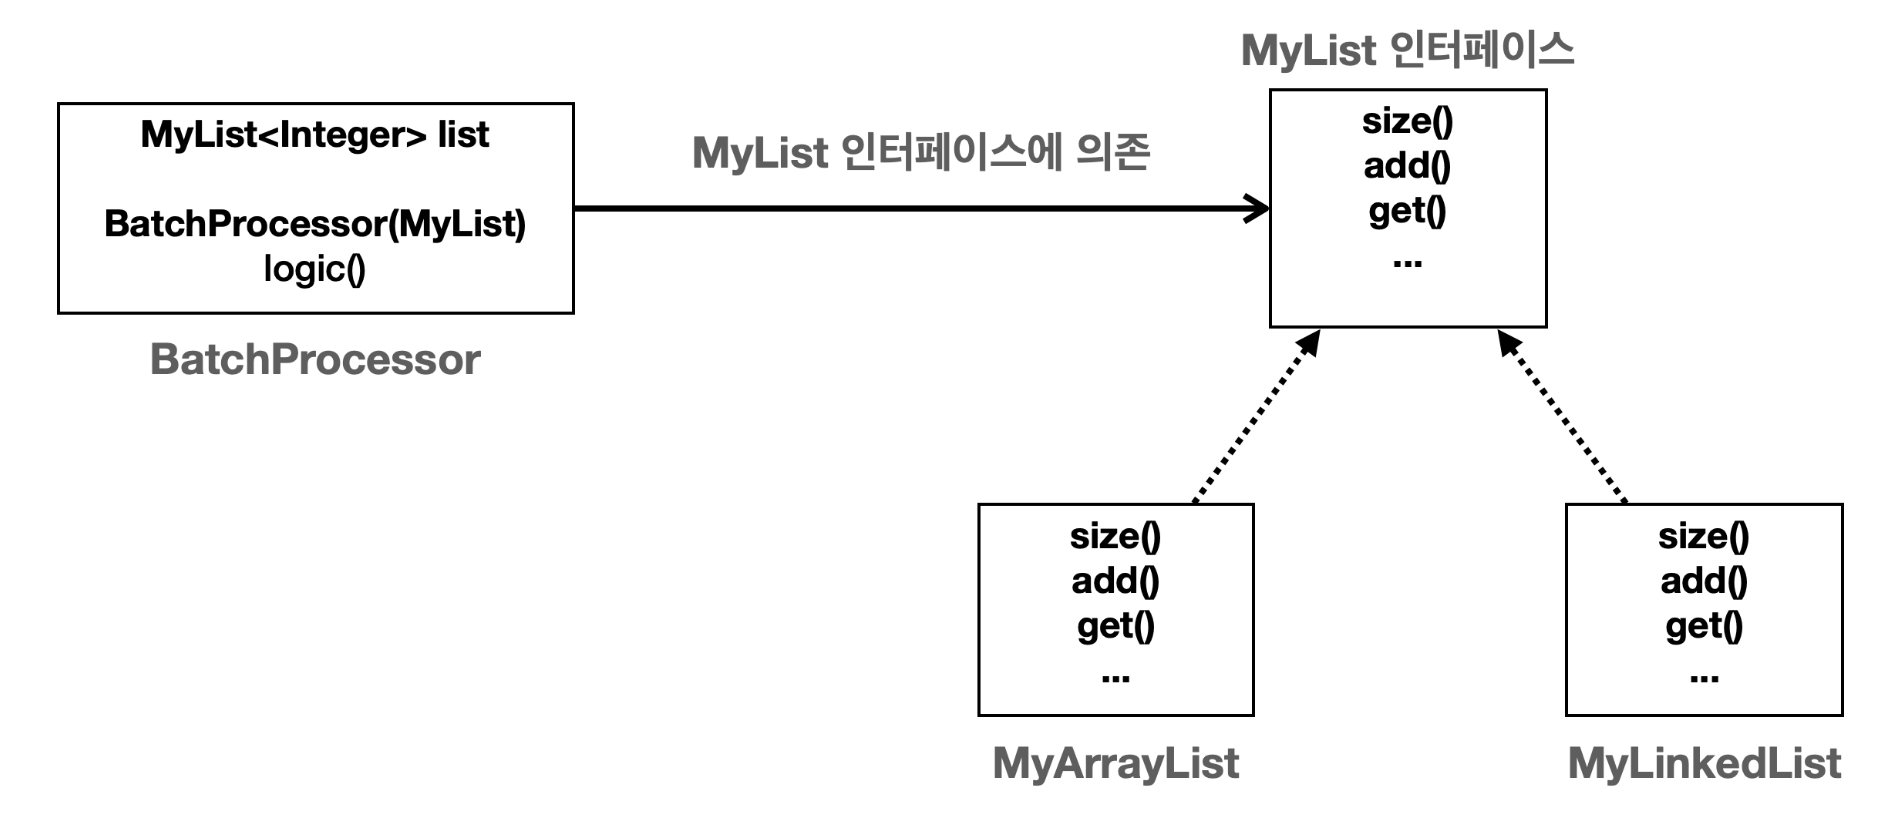 MyList 인터페이스
MyList<Integer> list
BatchProcessor(MyList)
logic()
BatchProcessor
MyList 인터페이스에 의존
size()
add()
get()
...
size()
add()
get()
...
MyArrayList
size()
add()
get()
...
MyLinkedList